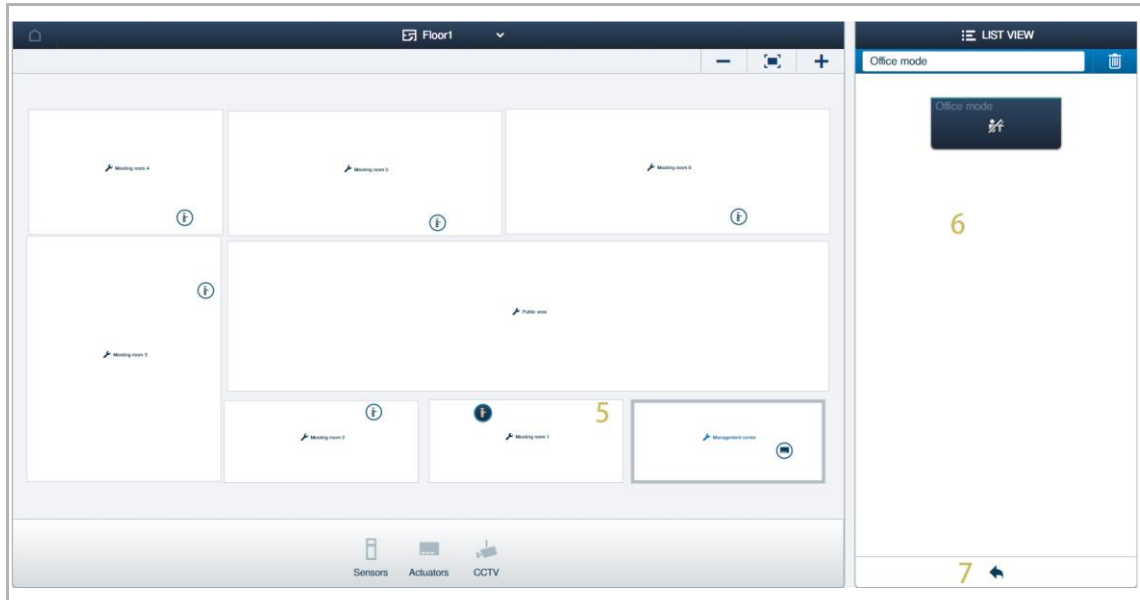 Floor1
LIST VIEW
Office mode
Office mode
Meeting room 4
Meeting room 5
Meeting room 6
6
Public area
Meeting room 3
5
Meeting room 2
Meeting room 1
Management center
Sensors
Actuators
CCTV
7